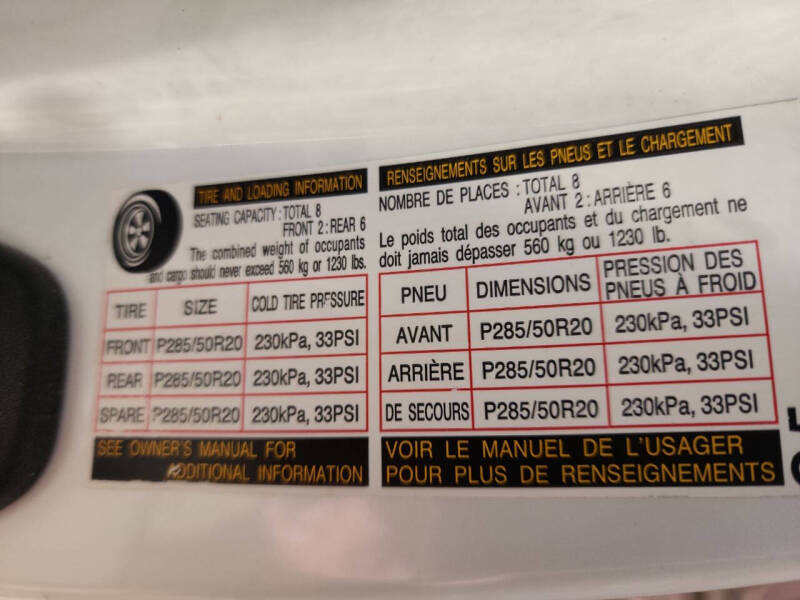 TIRE AND LOADING INFORMATION
SEATING CAPACITY : TOTAL 8
FRONT 2 : REAR 6
The combined weight of occupants
and cargo should never exceed 560 kg or 1230 lbs.
TIRE SIZE COLD TIRE PRESSURE
FRONT P285/50R20 230kPa, 33PSI
REAR P285/50R20 230kPa, 33PSI
SPARE P285/50R20 230kPa, 33PSI
SEE OWNER'S MANUAL FOR
ADDITIONAL INFORMATION
RENSEIGNEMENTS SUR LES PNEUS ET LE CHARGEMENT
NOMBRE DE PLACES : TOTAL 8
AVANT 2 : ARRIÈRE 6
Le poids total des occupants et du chargement ne
doit jamais dépasser 560 kg ou 1230 lb.
PNEU DIMENSIONS PRESSION DES
PNEUS À FROID
AVANT P285/50R20 230kPa, 33PSI
ARRIÈRE P285/50R20 230kPa, 33PSI
DE SECOURS P285/50R20 230kPa, 33PSI
VOIR LE MANUEL DE L'USAGER
POUR PLUS DE RENSEIGNEMENTS